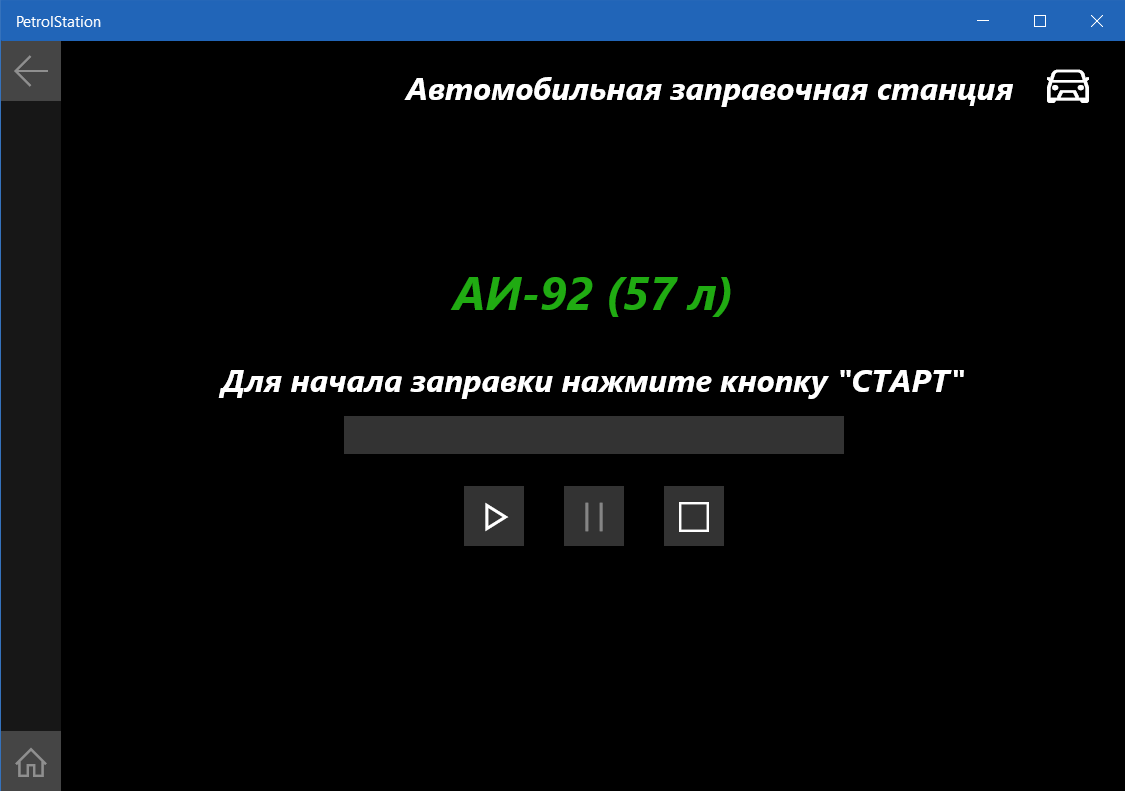 PetrolStation
Автомобильная заправочная станция
АИ-92 (57 л)
Для начала заправки нажмите кнопку "СТАРТ"